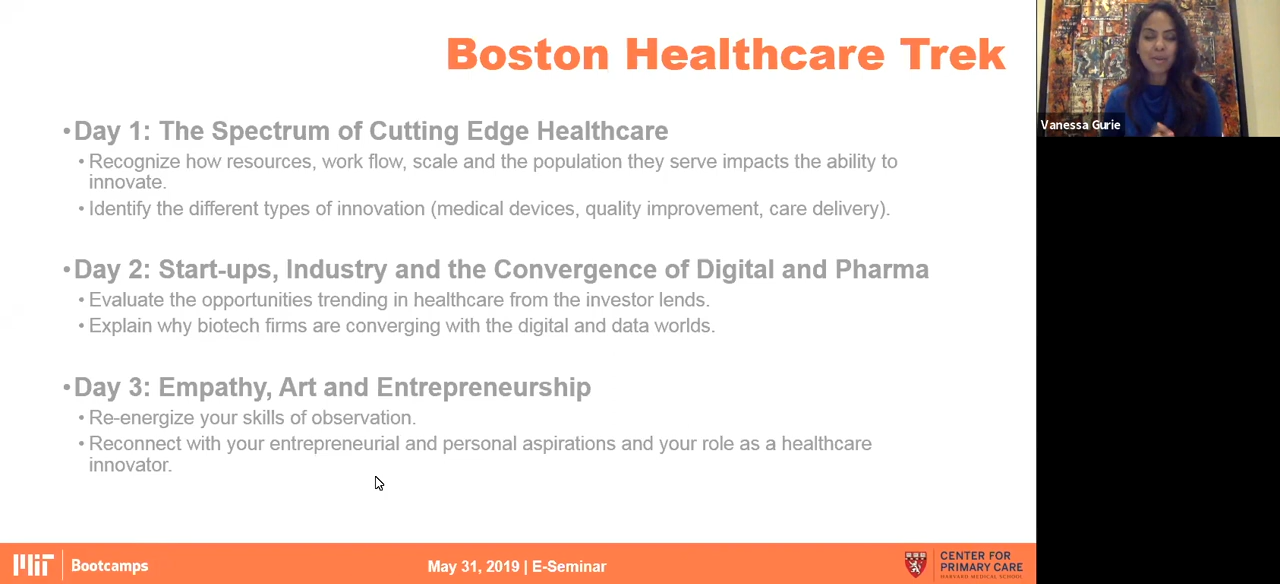 Boston Healthcare Trek
Vanessa Gurie
•Day 1: The Spectrum of Cutting Edge Healthcare
•Recognize how resources, work flow, scale and the population they serve impacts the ability to
innovate.
•Identify the different types of innovation (medical devices, quality improvement, care delivery).
•Day 2: Start-ups, Industry and the Convergence of Digital and Pharma
•Evaluate the opportunities trending in healthcare from the investor lends.
•Explain why biotech firms are converging with the digital and data worlds.
•Day 3: Empathy, Art and Entrepreneurship
•Re-energize your skills of observation.
•Reconnect with your entrepreneurial and personal aspirations and your role as a healthcare
innovator.
MIT Bootcamps
May 31, 2019 | E-Seminar
CENTER FOR
PRIMARY CARE
HARVARD MEDICAL SCHOOL